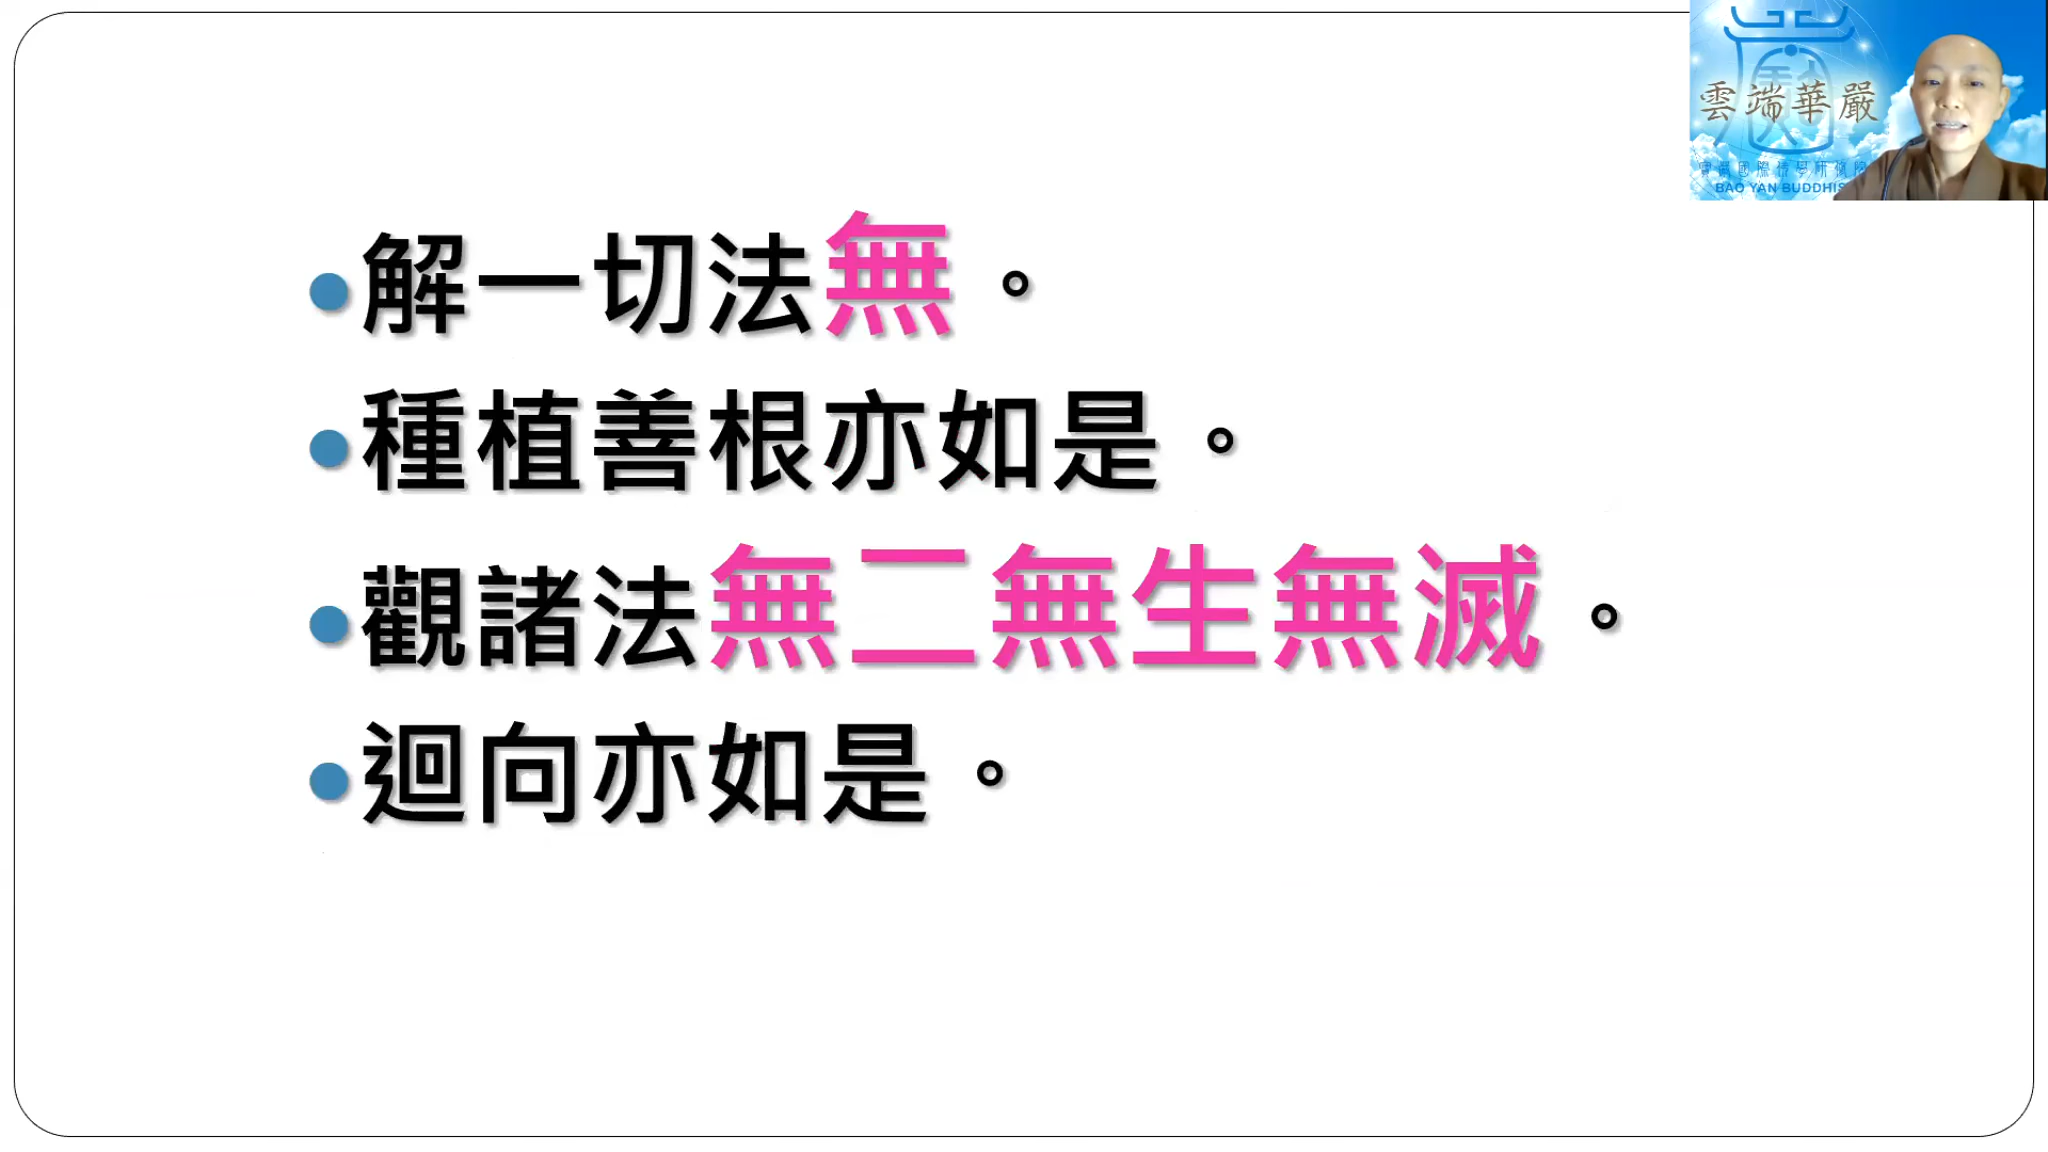 解一切法無。
種植善根亦如是。
觀諸法無二無生無滅。
迴向亦如是。
雲端華嚴
BAO YAN BUDDHIS